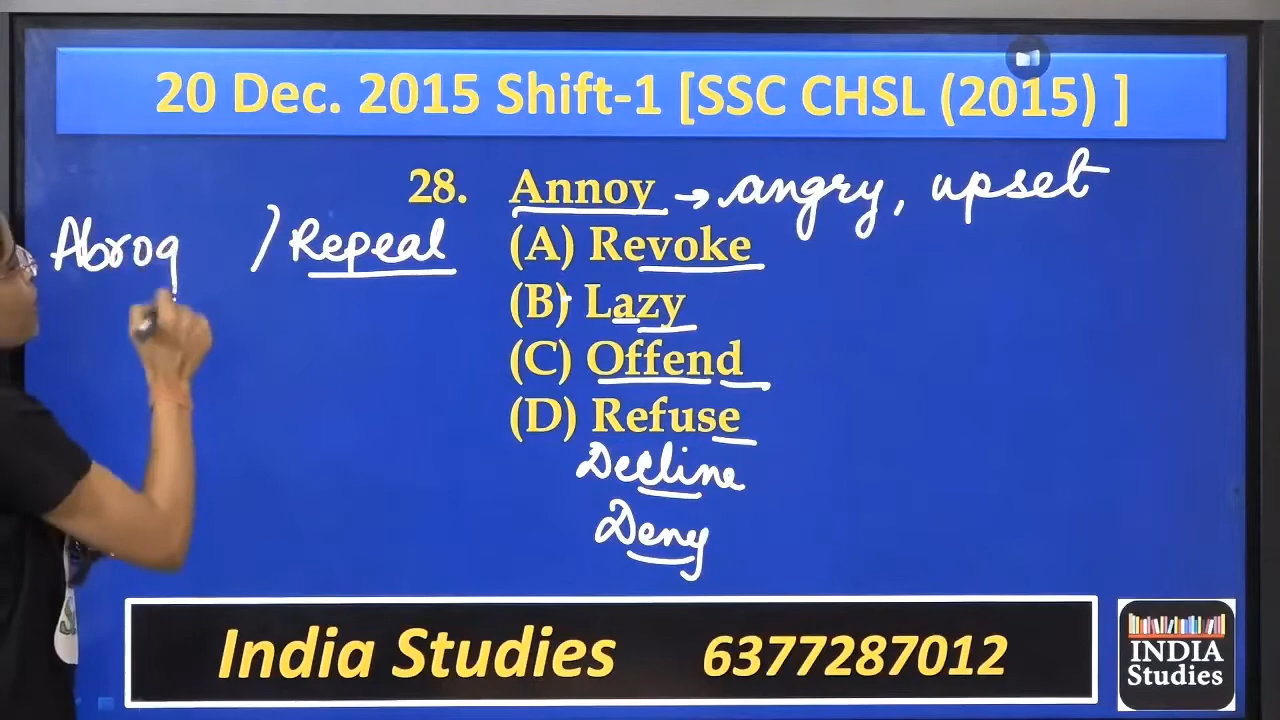 20 Dec. 2015 Shift-1 [SSC CHSL (2015) ]
28. Annoy → angry, upset
Abrog / Repeal (A) Revoke
(B) Lazy
(C) Offend
(D) Refuse
Decline
Deny
India Studies 6377287012
INDIA
Studies